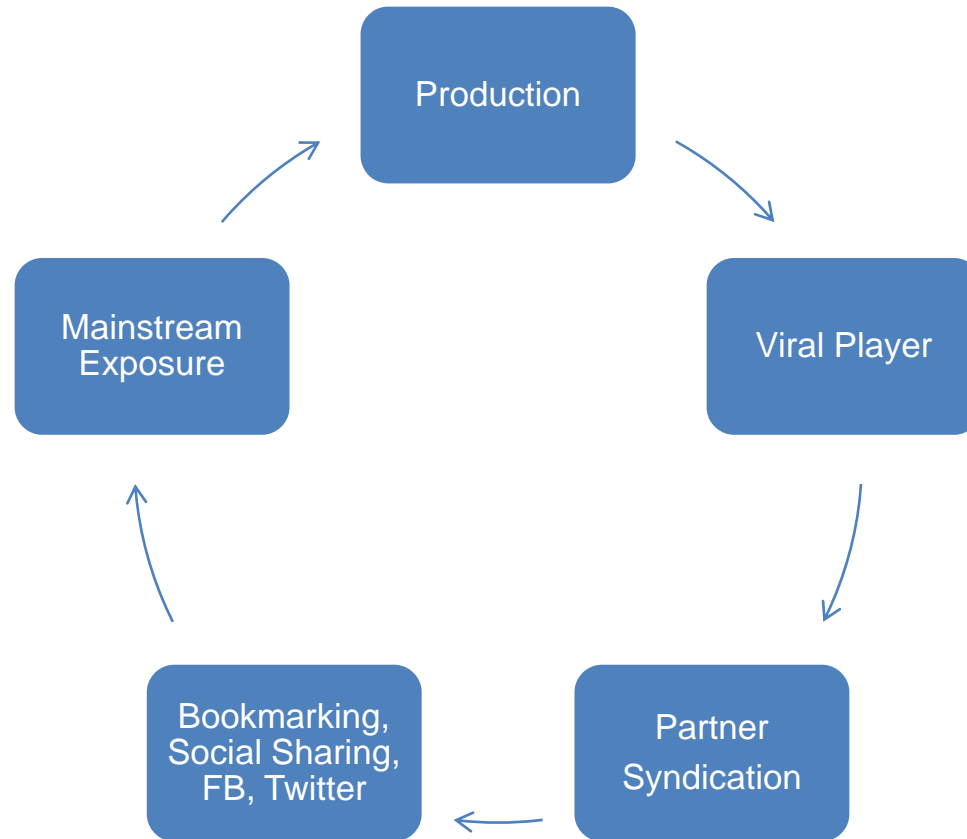 Production
Viral Player
Partner
Syndication
Bookmarking,
Social Sharing,
FB, Twitter
Mainstream
Exposure